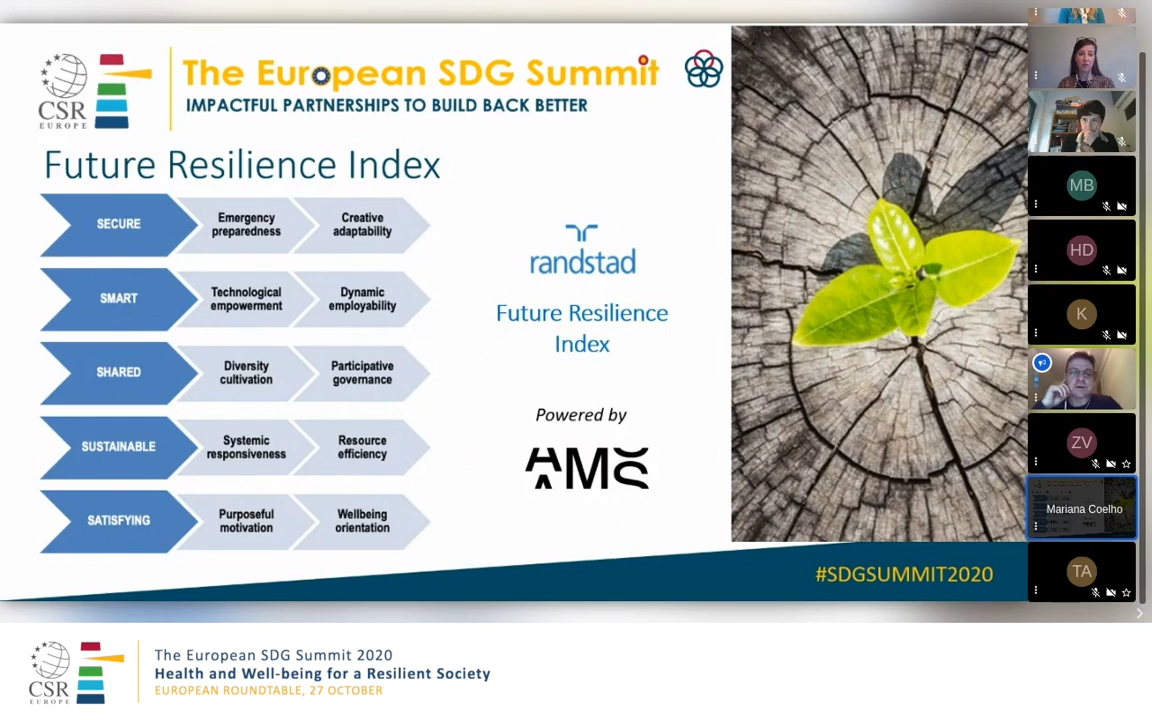 CSR
EUROPE
The European SDG Summit
IMPACTFUL PARTNERSHIPS TO BUILD BACK BETTER
Future Resilience Index
SECURE
Emergency
preparedness
Creative
adaptability
SMART
Technological
empowerment
Dynamic
employability
SHARED
Diversity
cultivation
Participative
governance
SUSTAINABLE
Systemic
responsiveness
Resource
efficiency
SATISFYING
Purposeful
motivation
Wellbeing
orientation
randstad
Future Resilience
Index
Powered by
AMS
#SDGSUMMIT2020
MB
HD
K
ZV
Mariana Coelho
TA
CSR
EUROPE
The European SDG Summit 2020
Health and Well-being for a Resilient Society
EUROPEAN ROUNDTABLE, 27 OCTOBER